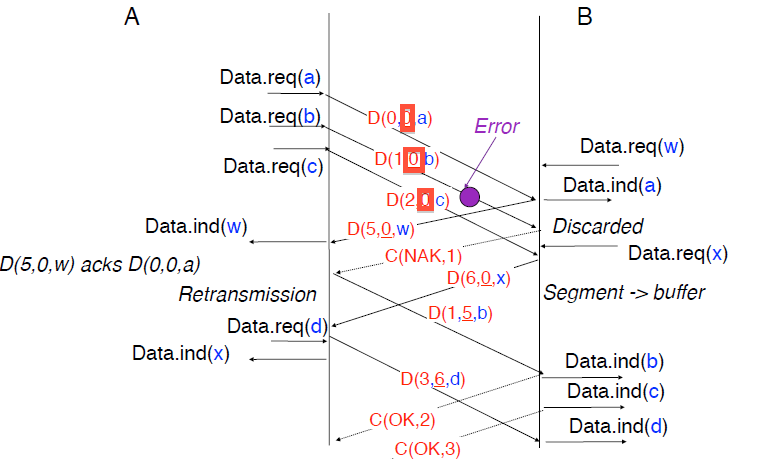 A
B
Data.req(a)
D(0,0,a)
Data.req(b)
Error
Data.req(w)
D(1,0,b)
Data.req(c)
Data.ind(a)
D(2,0,c)
Data.ind(w)
D(5,0,w)
Discarded
C(NAK,1)
Data.req(x)
D(5,0,w) acks D(0,0,a)
D(6,0,x)
Retransmission
Segment -> buffer
D(1,5,b)
Data.req(d)
Data.ind(x)
Data.ind(b)
D(3,6,d)
Data.ind(c)
C(OK,2)
Data.ind(d)
C(OK,3)